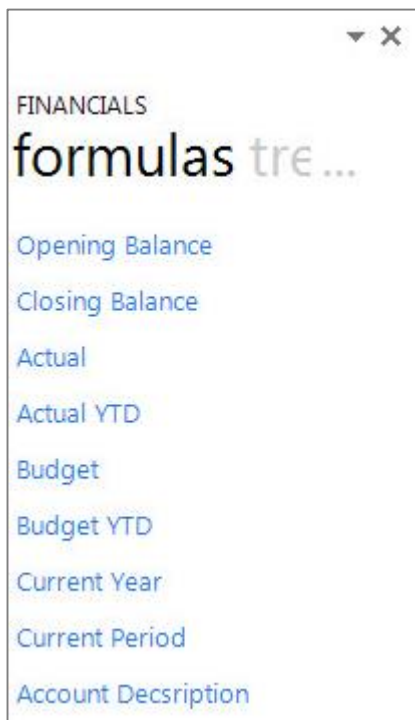 FINANCIALS
formulas tre...
Opening Balance
Closing Balance
Actual
Actual YTD
Budget
Budget YTD
Current Year
Current Period
Account Decsription